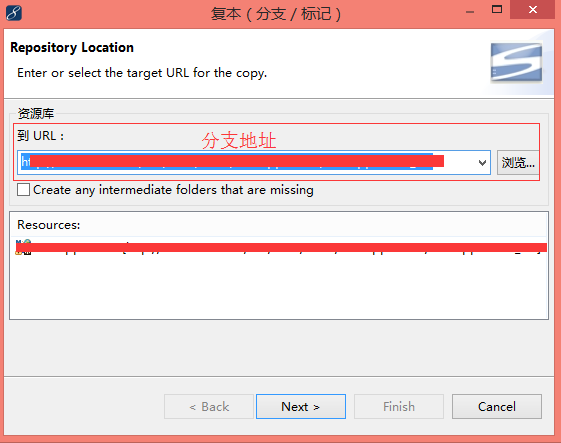 复本（分支／标记）
Repository Location
Enter or select the target URL for the copy.
资源库
到 URL：
分支地址
浏览...
Create any intermediate folders that are missing
Resources:
< Back
Next >
Finish
Cancel